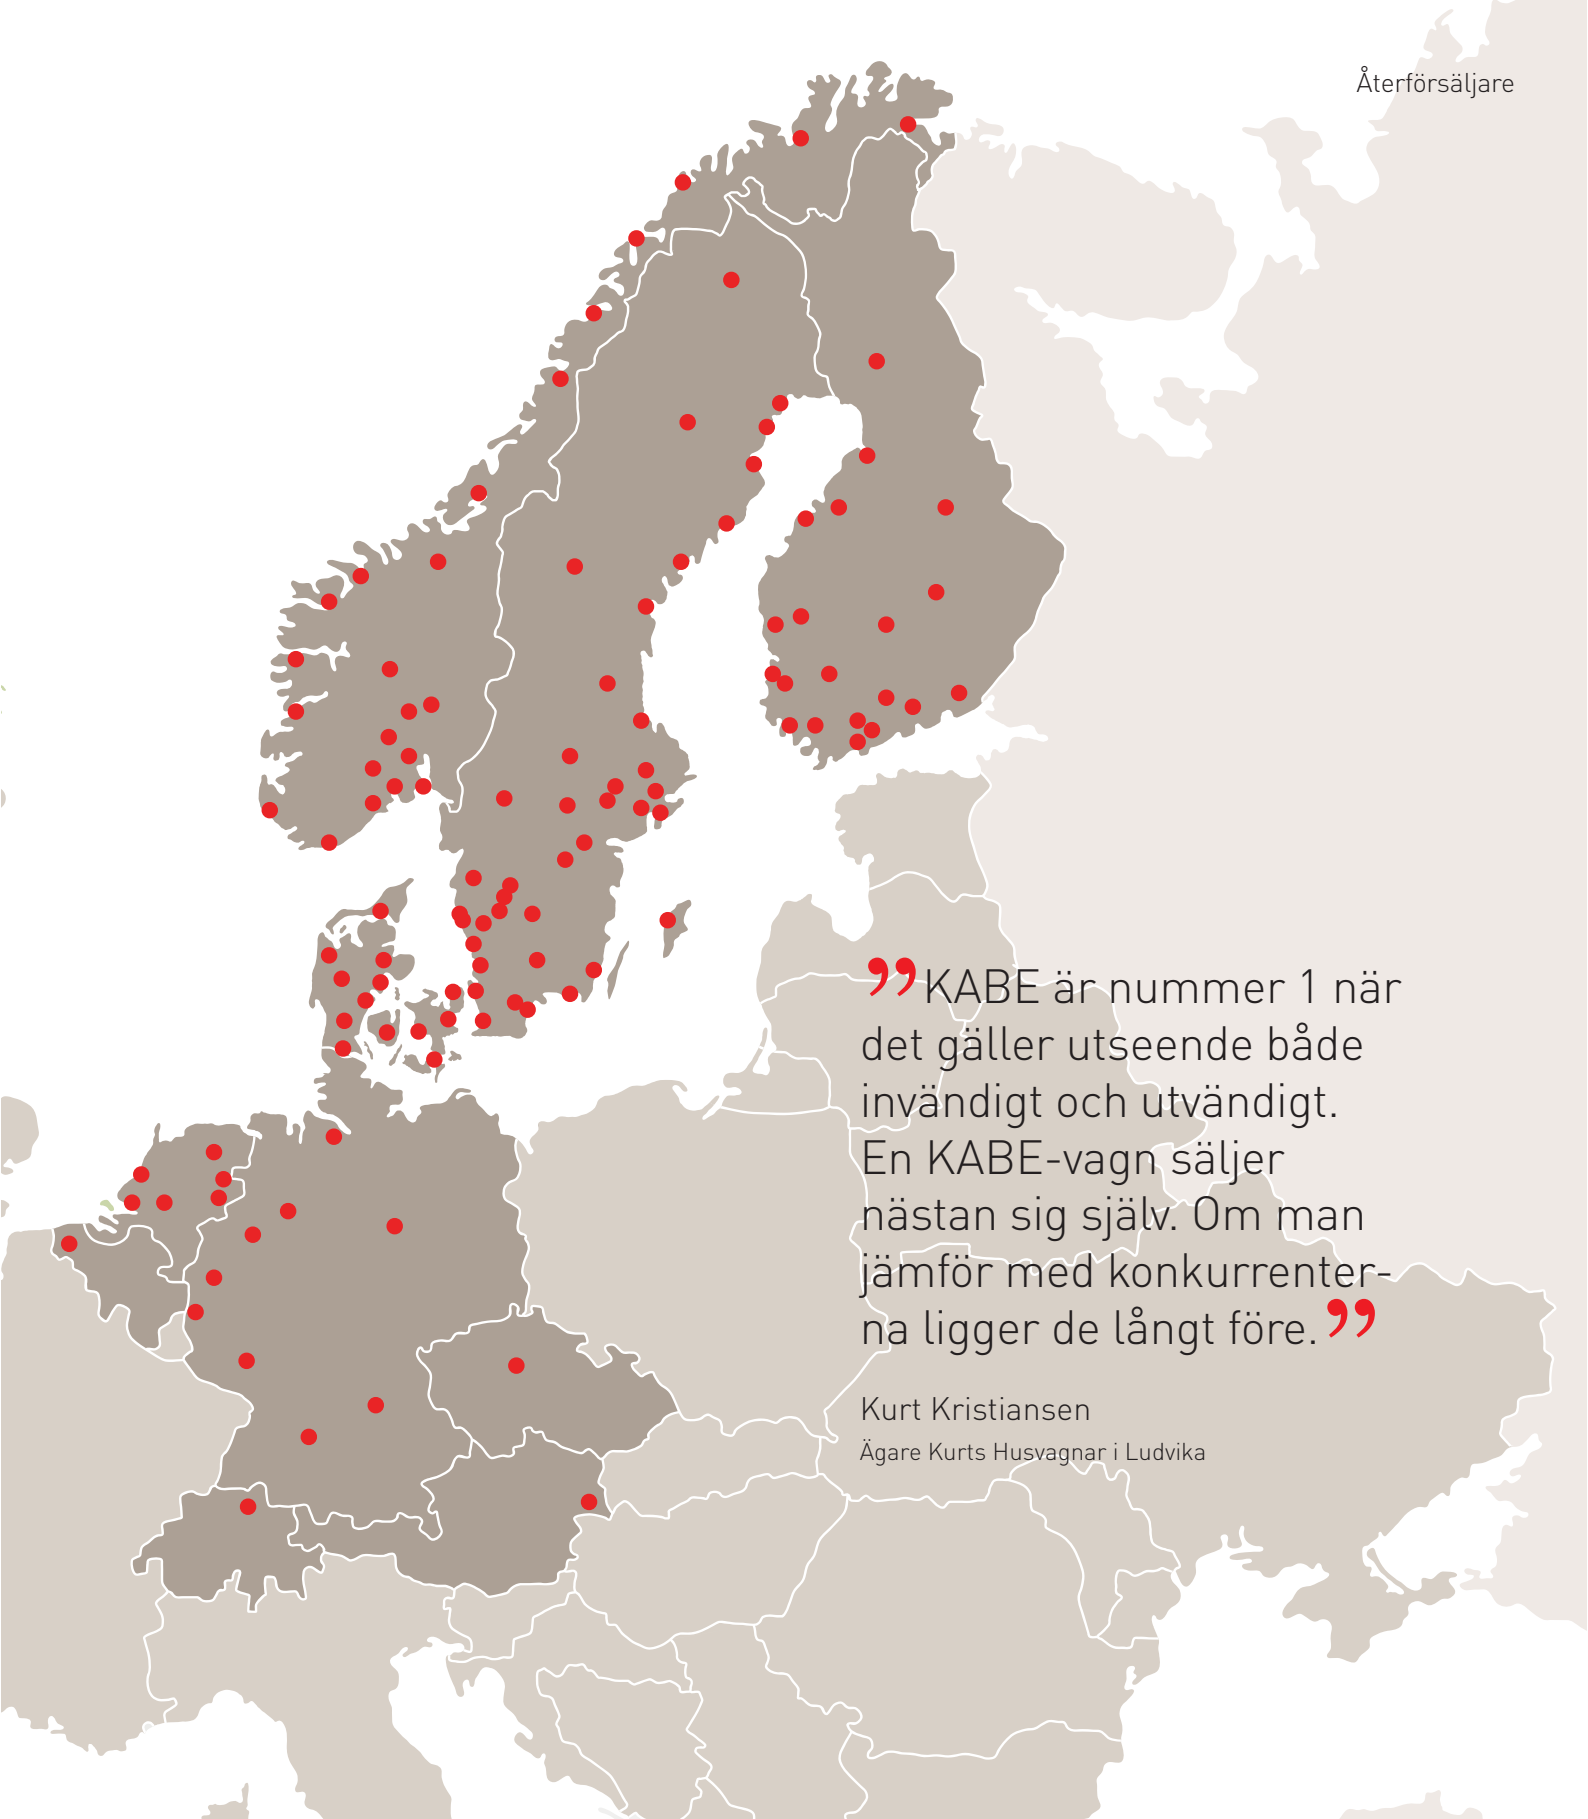 Återförsäljare
”KABE är nummer 1 när
det gäller utseende både
invändigt och utvändigt.
En KABE-vagn säljer
nästan sig själv. Om man
jämför med konkurrenter-
na ligger de långt före.”
Kurt Kristiansen
Ägare Kurts Husvagnar i Ludvika